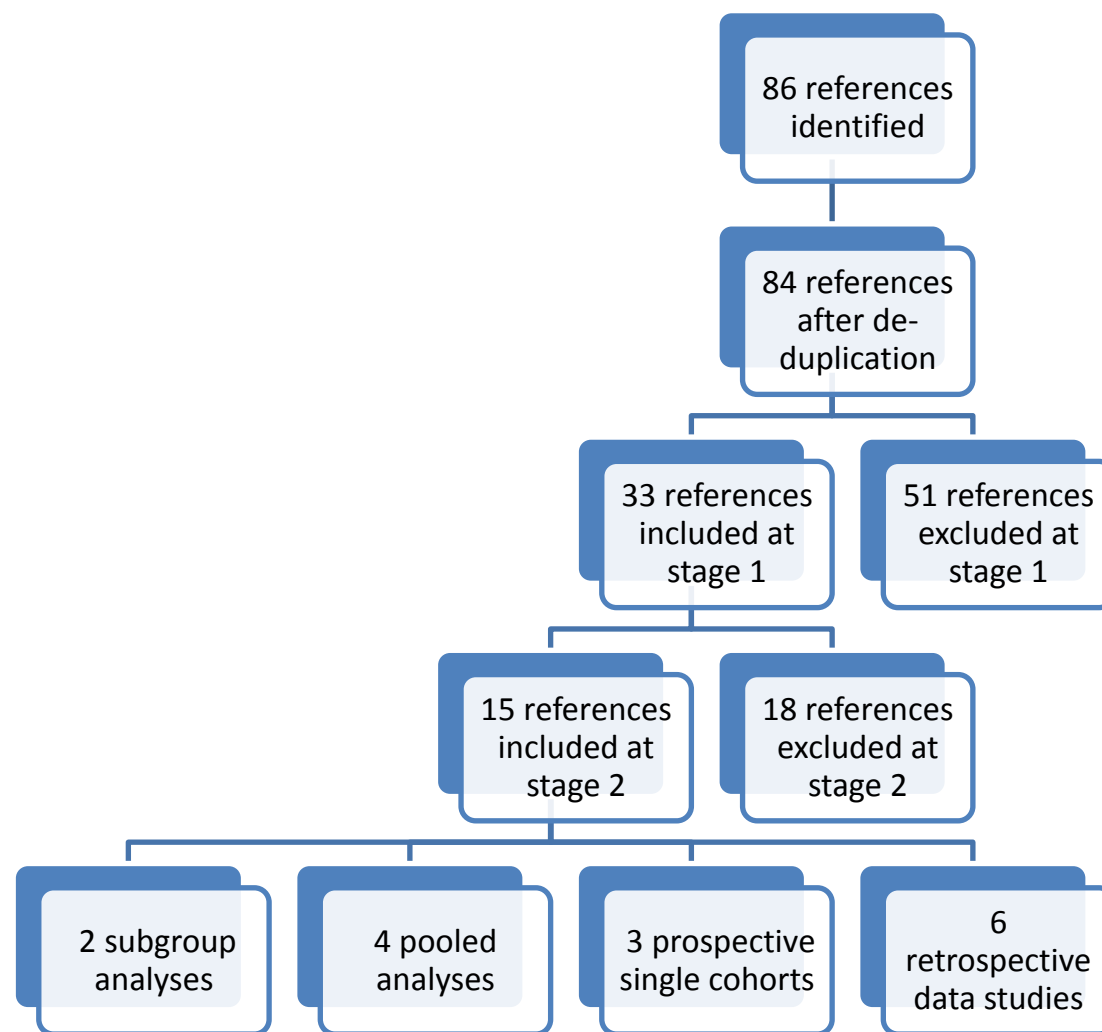 86 references
identified
84 references
after de-
duplication
33 references
included at
stage 1
51 references
excluded at
stage 1
15 references
included at
stage 2
18 references
excluded at
stage 2
2 subgroup
analyses
4 pooled
analyses
3 prospective
single cohorts
6
retrospective
data studies